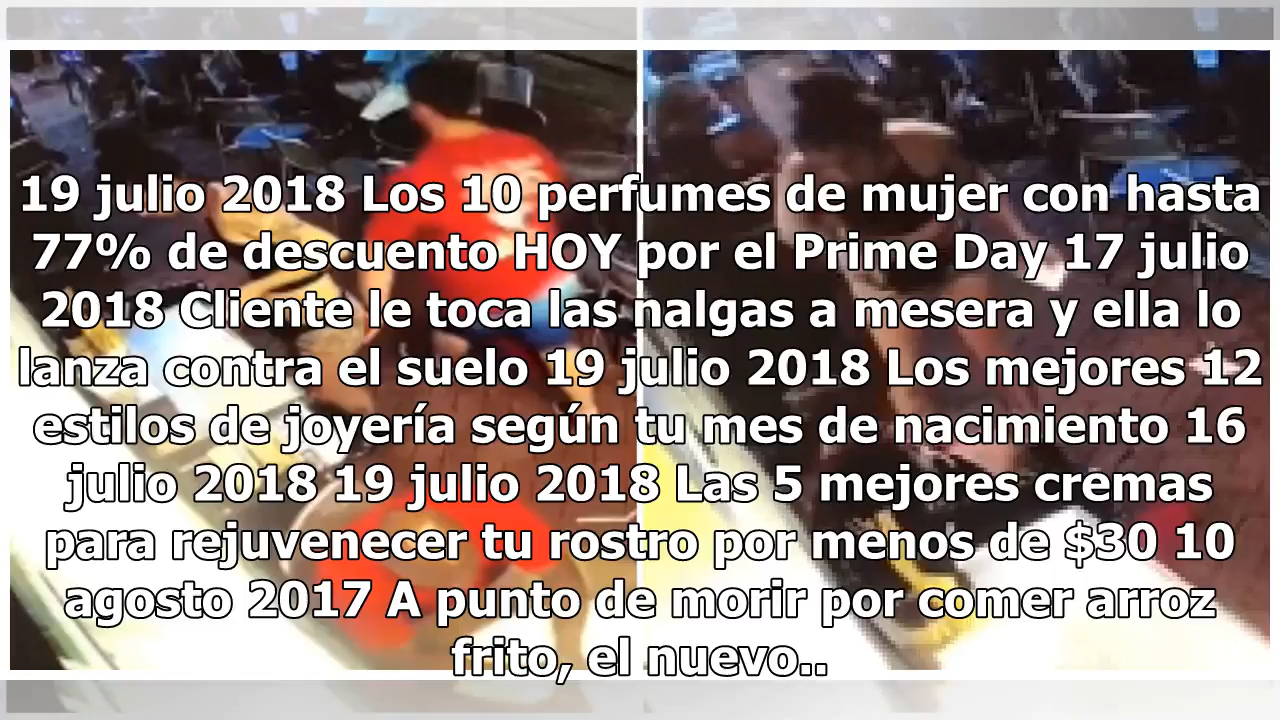 19 julio 2018 Los 10 perfumes de mujer con hasta
77% de descuento HOY por el Prime Day 17 julio
2018 Cliente le toca las nalgas a mesera y ella lo
lanza contra el suelo 19 julio 2018 Los mejores 12
estilos de joyería según tu mes de nacimiento 16
julio 2018 19 julio 2018 Las 5 mejores cremas
para rejuvenecer tu rostro por menos de $30 10
agosto 2017 A punto de morir por comer arroz
frito, el nuevo..